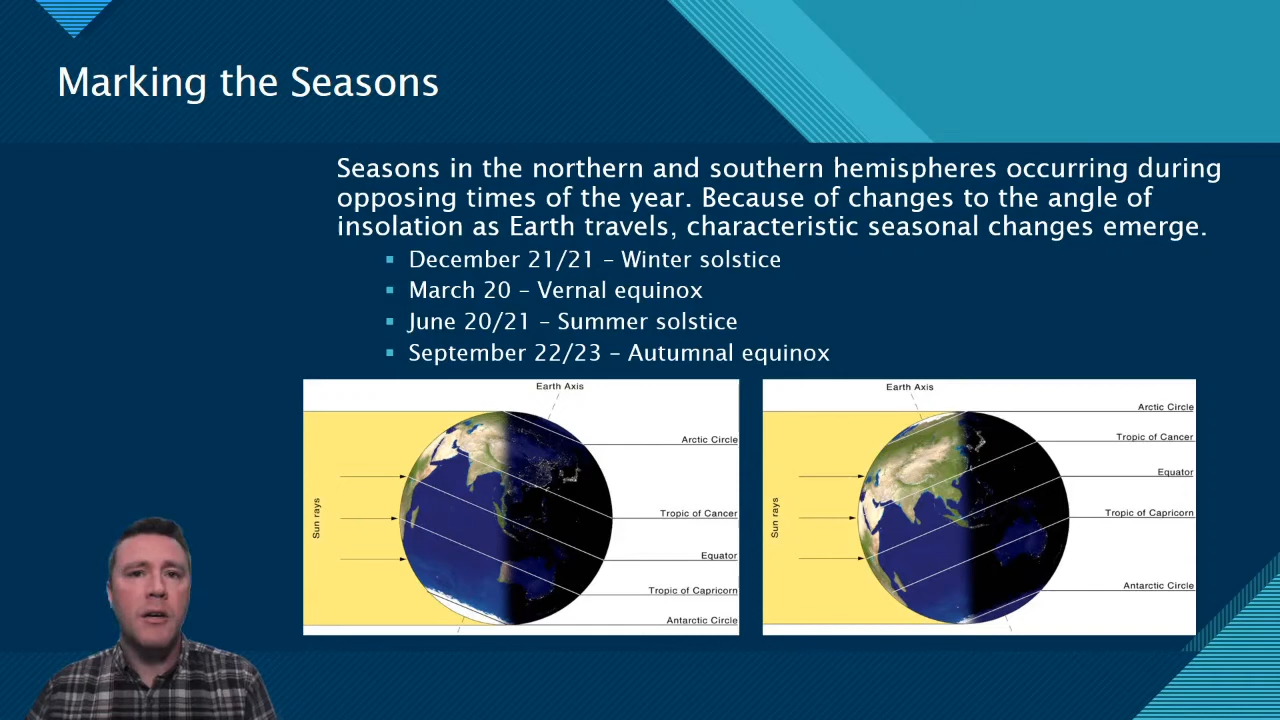 Marking the Seasons
Seasons in the northern and southern hemispheres occurring during
opposing times of the year. Because of changes to the angle of
insolation as Earth travels, characteristic seasonal changes emerge.
December 21/21 – Winter solstice
March 20 – Vernal equinox
June 20/21 – Summer solstice
September 22/23 – Autumnal equinox
Earth Axis
Arctic Circle
Sun rays
Tropic of Cancer
Equator
Tropic of Capricorn
Antarctic Circle
Earth Axis
Arctic Circle
Tropic of Cancer
Equator
Sun rays
Tropic of Capricorn
Antarctic Circle